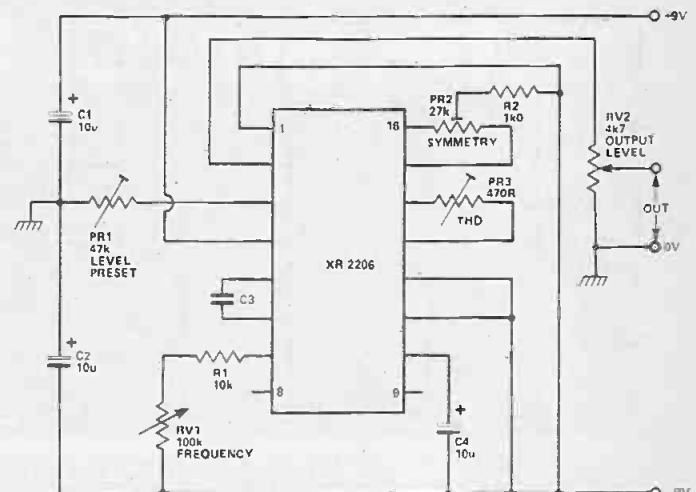 +9V
C1
10u
1
16
PR2
27k
SYMMETRY
R2
1k0
RV2
4k7
OUTPUT
LEVEL
PR1
47k
LEVEL
PRESET
PR3
470R
THD
OUT
0V
XR 2206
C3
C2
10u
R1
10k
8
9
RV1
100k
FREQUENCY
C4
10u
-9V